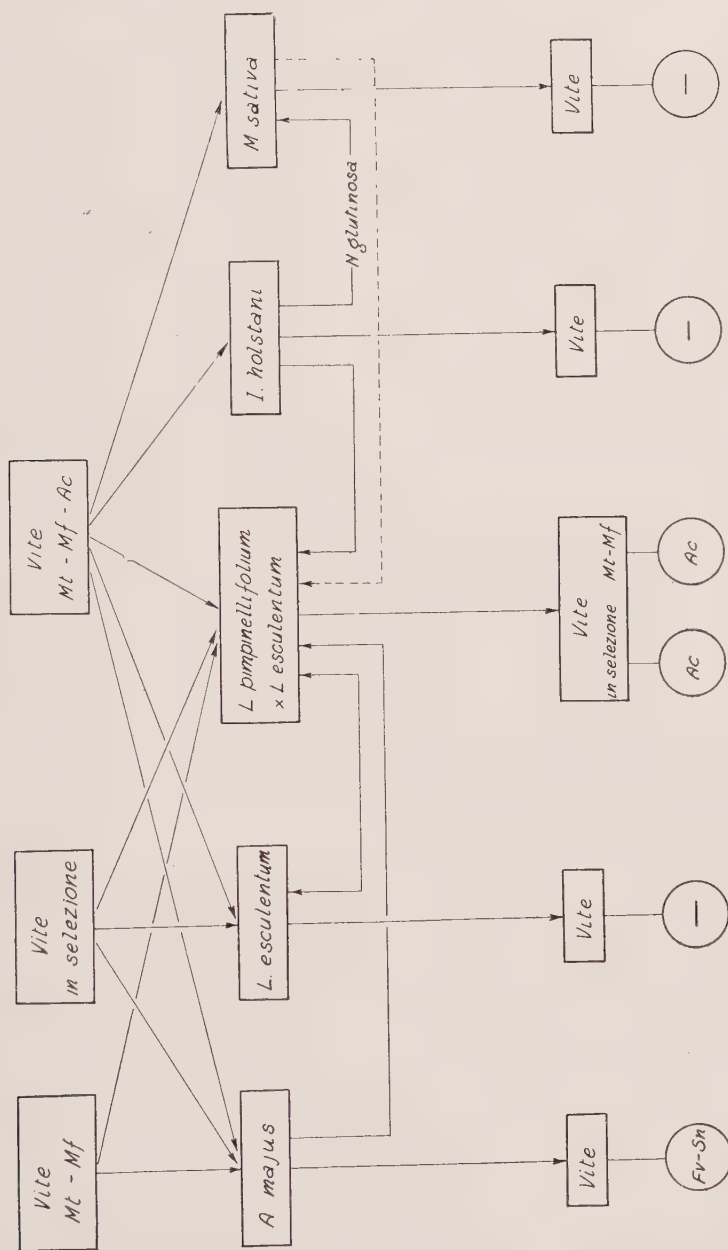 Vite
Mt - Mf
Vite
in selezione
Vite
Mt - Mf - Ac
A majus
L. esculentum
L pimpinellifolium
x L esculentum
I. holstani
M sativa
N glutinosa
Vite
Vite
Vite
in selezione Mt-Mf
Vite
Vite
Fv-Sn
—
Ac
Ac
—
—